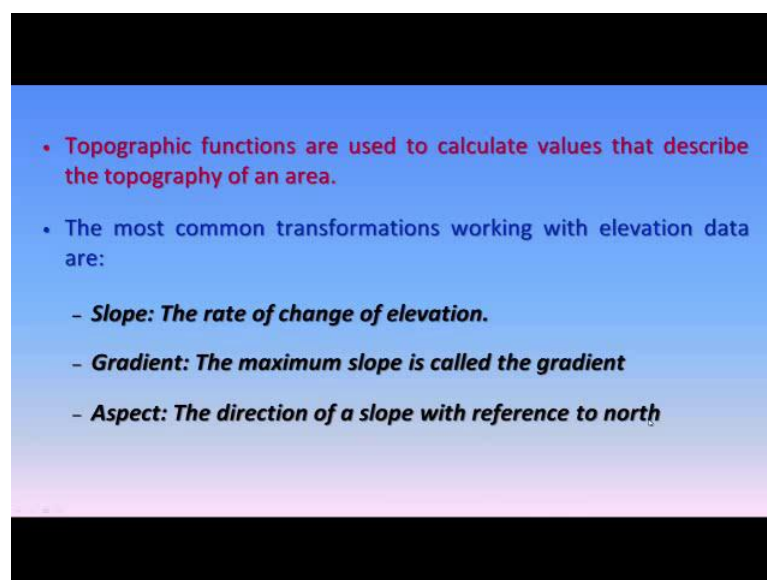 • Topographic functions are used to calculate values that describe
the topography of an area.
• The most common transformations working with elevation data
are:
– Slope: The rate of change of elevation.
– Gradient: The maximum slope is called the gradient
– Aspect: The direction of a slope with reference to north